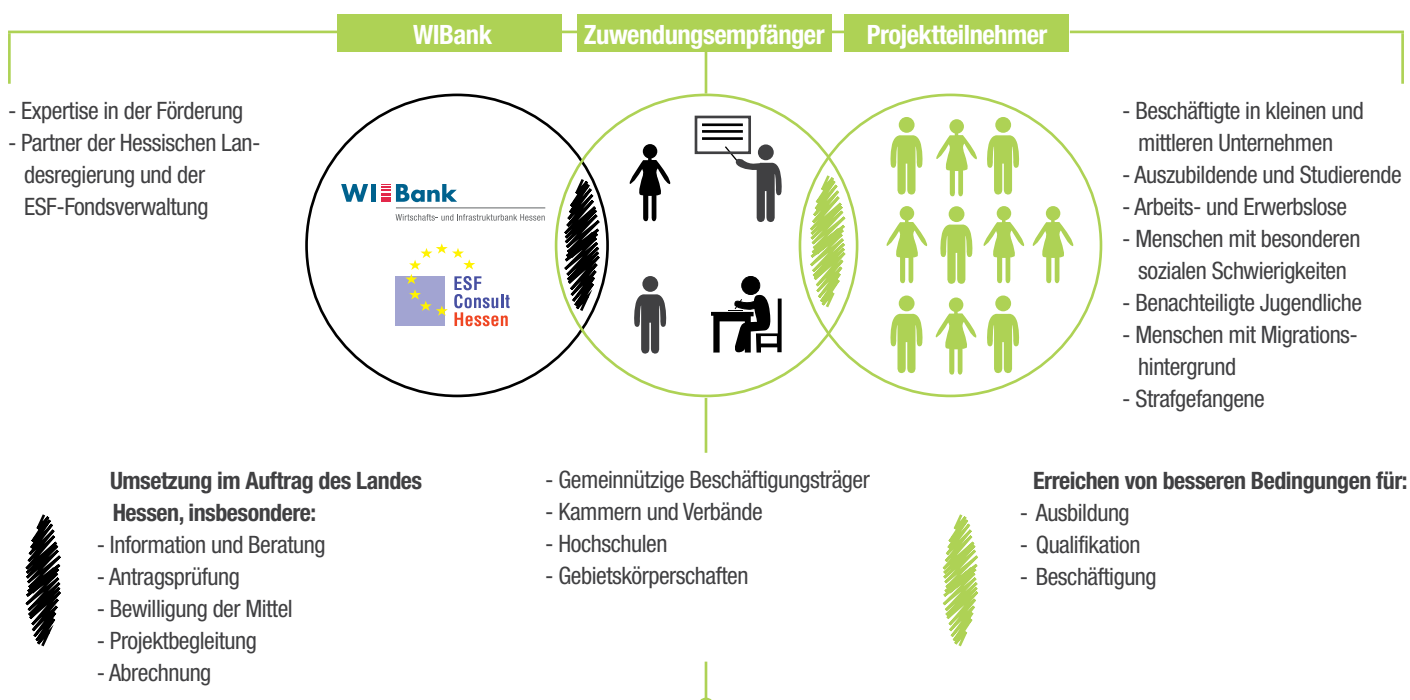 WIBank
Zuwendungsempfänger
Projektteilnehmer
- Expertise in der Förderung
- Partner der Hessischen Lan-
desregierung und der
ESF-Fondsverwaltung
WIBank
Wirtschafts- und Infrastrukturbank Hessen
ESF
Consult
Hessen
- Beschäftigte in kleinen und
mittleren Unternehmen
- Auszubildende und Studierende
- Arbeits- und Erwerbslose
- Menschen mit besonderen
sozialen Schwierigkeiten
- Benachteiligte Jugendliche
- Menschen mit Migrations-
hintergrund
- Strafgefangene
Umsetzung im Auftrag des Landes
Hessen, insbesondere:
- Information und Beratung
- Antragsprüfung
- Bewilligung der Mittel
- Projektbegleitung
- Abrechnung
- Gemeinnützige Beschäftigungsträger
- Kammern und Verbände
- Hochschulen
- Gebietskörperschaften
Erreichen von besseren Bedingungen für:
- Ausbildung
- Qualifikation
- Beschäftigung